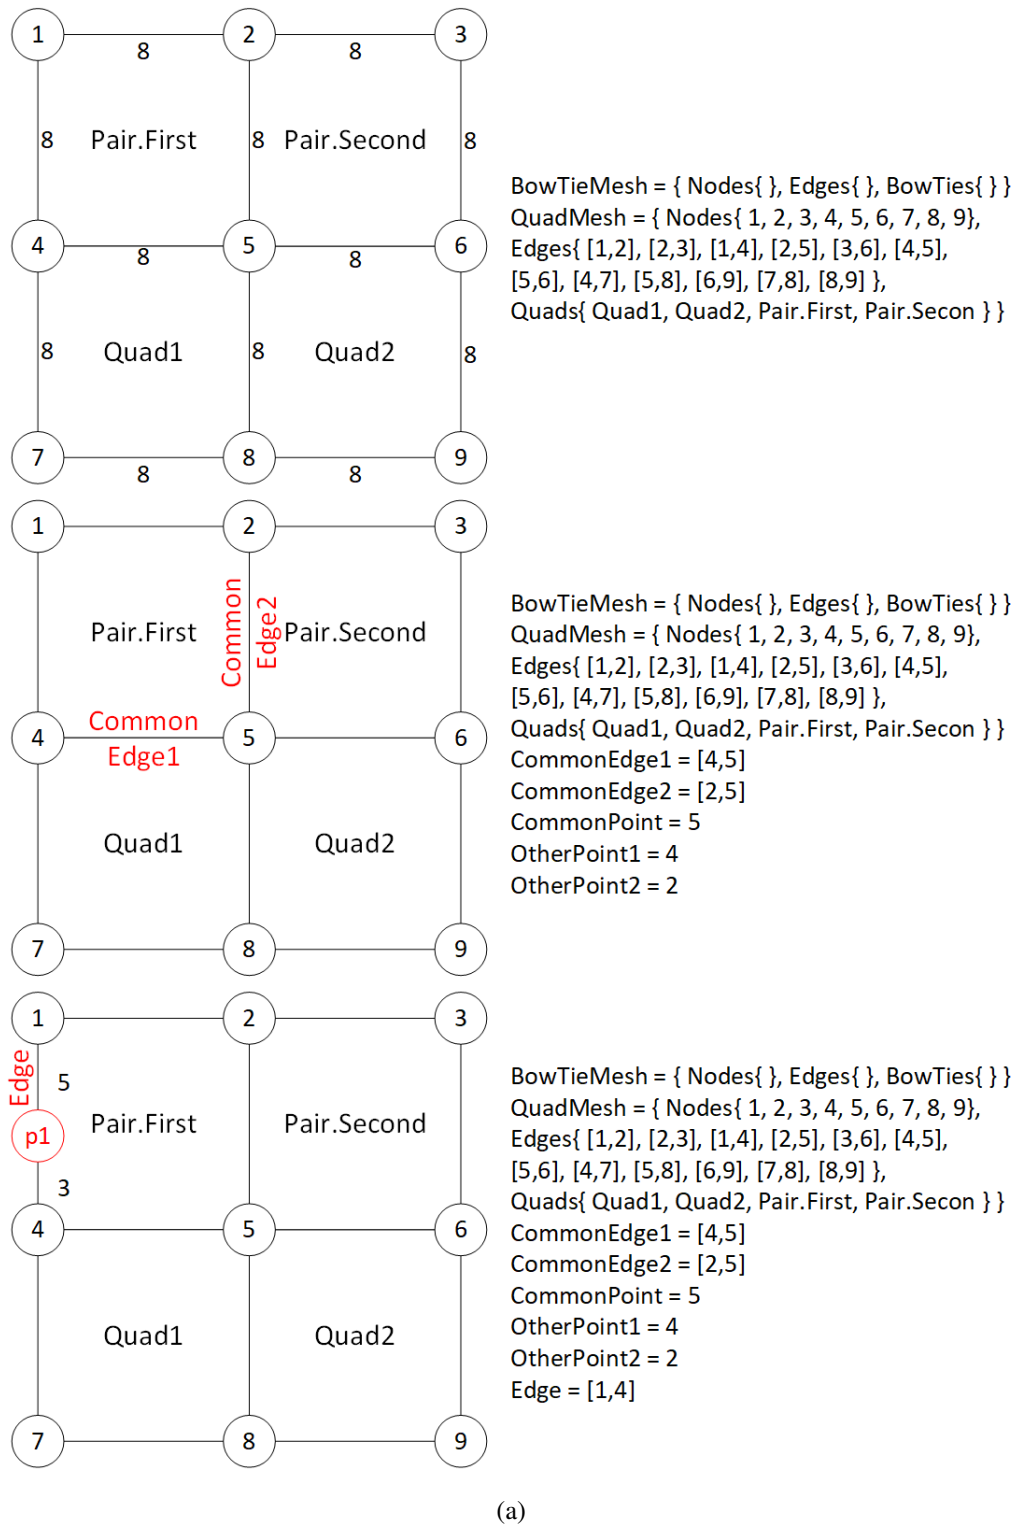 1 2 3
8 8
8 Pair.First 8 Pair.Second 8
4 5 6
8 8
8 Quad1 8 Quad2 8
7 8 9
8 8
BowTieMesh = { Nodes{ }, Edges{ }, BowTies{ } }
QuadMesh = { Nodes{ 1, 2, 3, 4, 5, 6, 7, 8, 9},
Edges{ [1,2], [2,3], [1,4], [2,5], [3,6], [4,5],
[5,6], [4,7], [5,8], [6,9], [7,8], [8,9] },
Quads{ Quad1, Quad2, Pair.First, Pair.Secon } }
1 2 3
Common
Edge2
Pair.First Pair.Second
Common
4 5 6
Edge1
Quad1 Quad2
7 8 9
BowTieMesh = { Nodes{ }, Edges{ }, BowTies{ } }
QuadMesh = { Nodes{ 1, 2, 3, 4, 5, 6, 7, 8, 9},
Edges{ [1,2], [2,3], [1,4], [2,5], [3,6], [4,5],
[5,6], [4,7], [5,8], [6,9], [7,8], [8,9] },
Quads{ Quad1, Quad2, Pair.First, Pair.Secon } }
CommonEdge1 = [4,5]
CommonEdge2 = [2,5]
CommonPoint = 5
OtherPoint1 = 4
OtherPoint2 = 2
1 2 3
Edge 5
p1 Pair.First Pair.Second
3
4 5 6
Quad1 Quad2
7 8 9
BowTieMesh = { Nodes{ }, Edges{ }, BowTies{ } }
QuadMesh = { Nodes{ 1, 2, 3, 4, 5, 6, 7, 8, 9},
Edges{ [1,2], [2,3], [1,4], [2,5], [3,6], [4,5],
[5,6], [4,7], [5,8], [6,9], [7,8], [8,9] },
Quads{ Quad1, Quad2, Pair.First, Pair.Secon } }
CommonEdge1 = [4,5]
CommonEdge2 = [2,5]
CommonPoint = 5
OtherPoint1 = 4
OtherPoint2 = 2
Edge = [1,4]
(a)